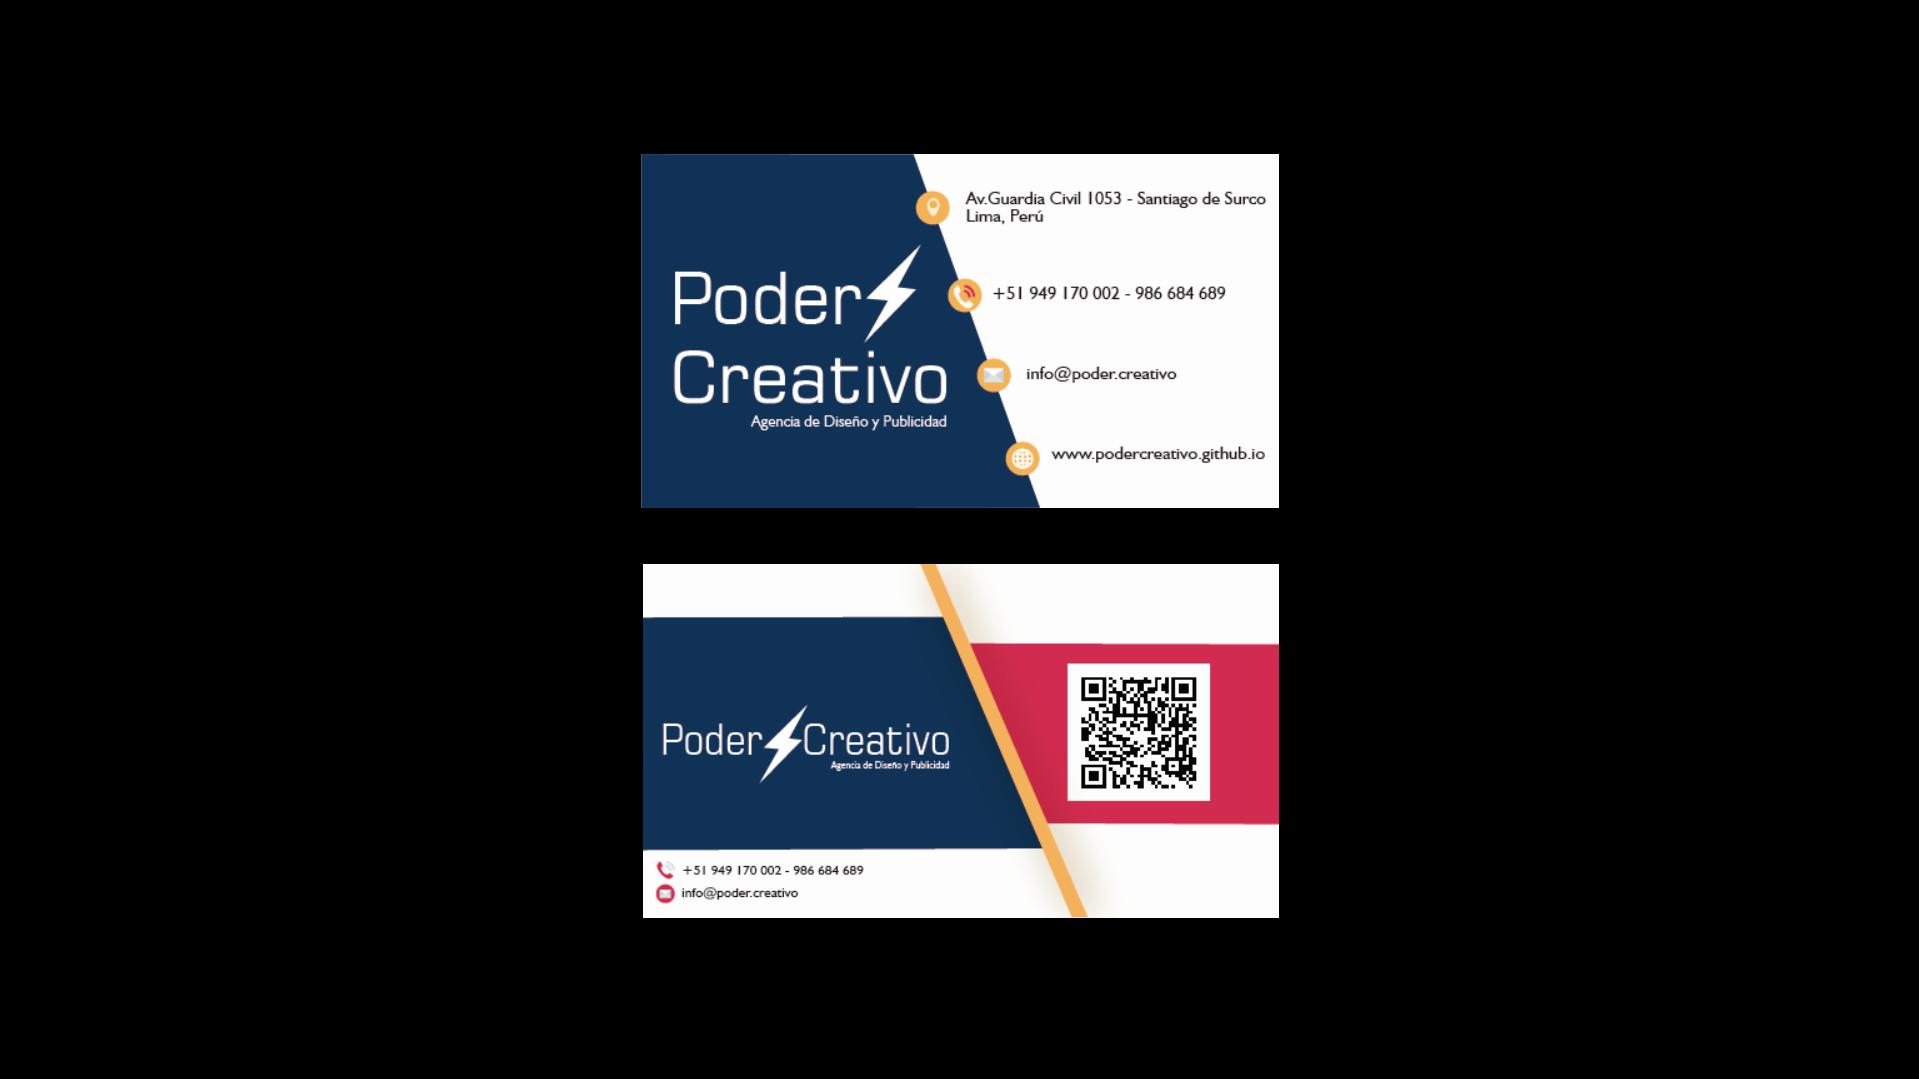 Av.Guardia Civil 1053 - Santiago de Surco
Lima, Perú
Poder
Creativo
Agencia de Diseño y Publicidad
+51 949 170 002 - 986 684 689
info@poder.creativo
www.podercreativo.github.io
Poder Creativo
Agencia de Diseño y Publicidad
+51 949 170 002 - 986 684 689
info@poder.creativo